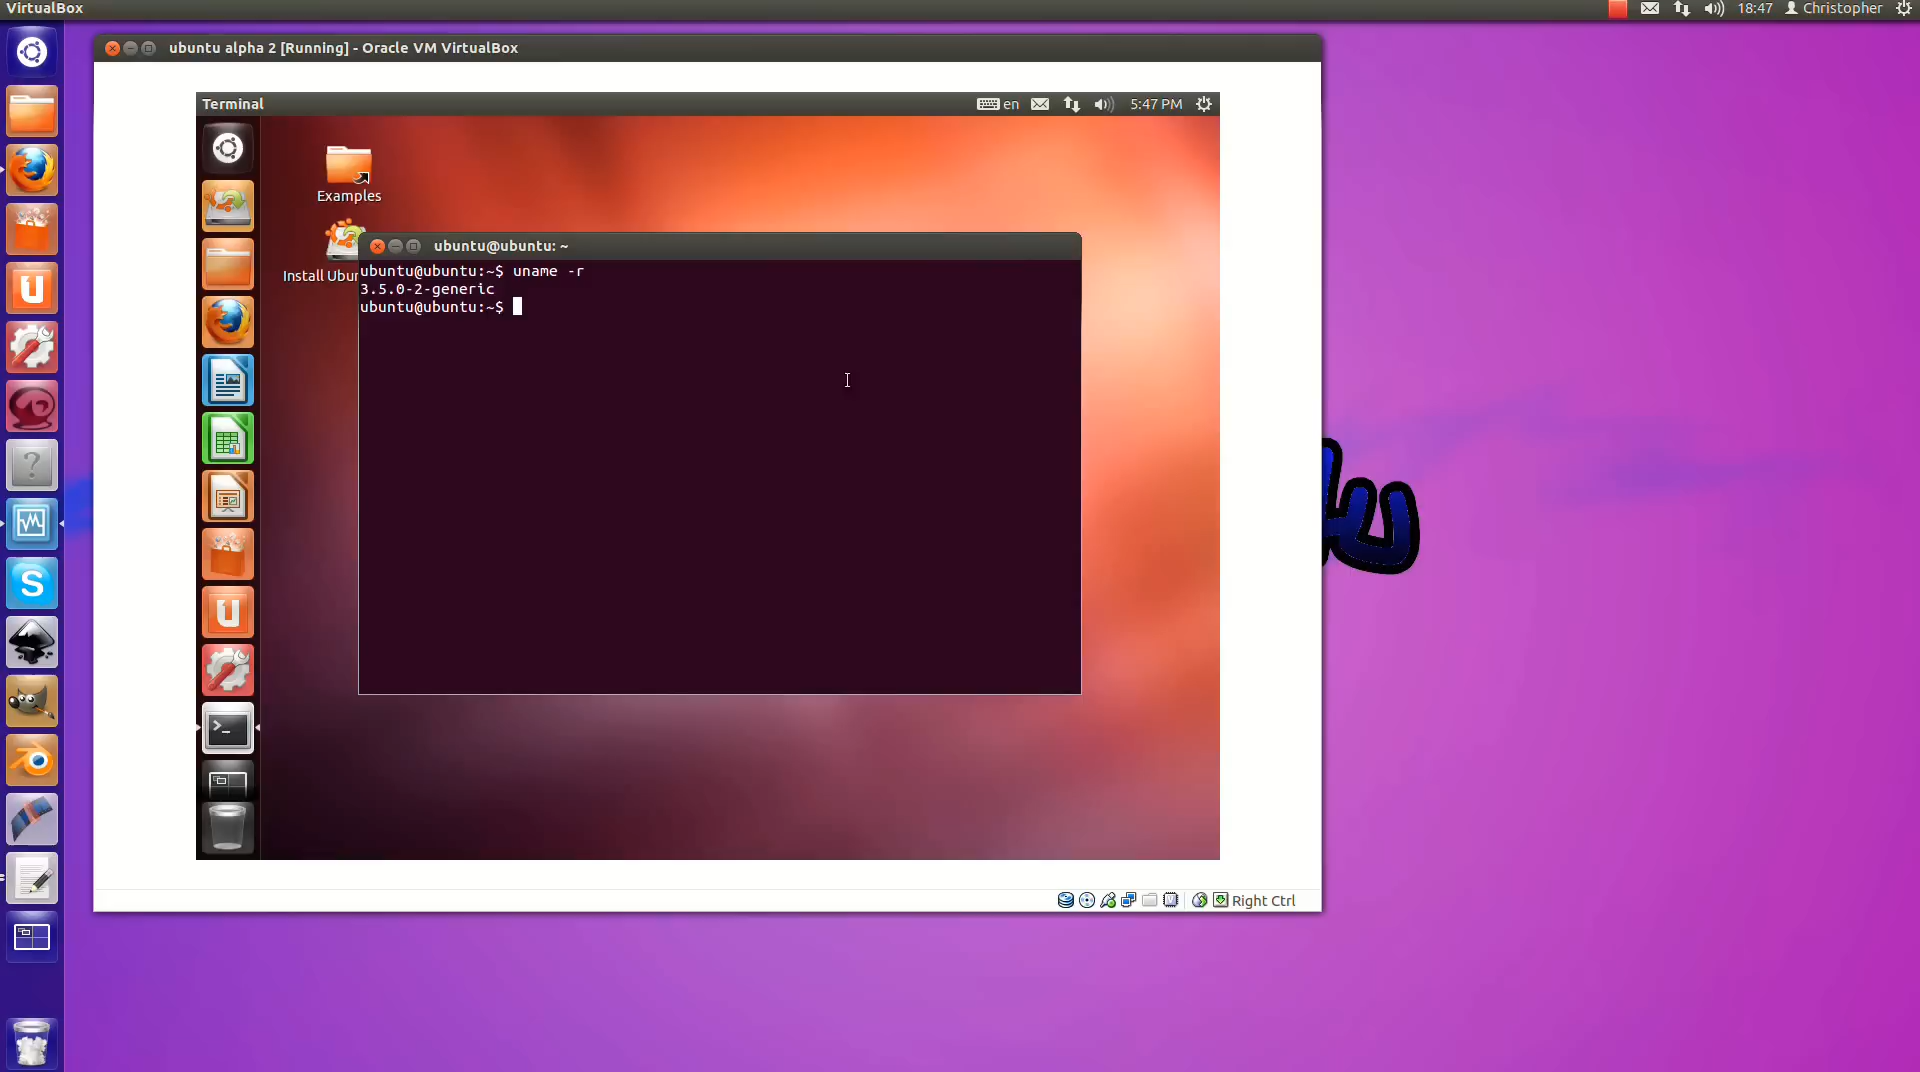 VirtualBox
18:47 Christopher
ubuntu alpha 2 [Running] - Oracle VM VirtualBox
Terminal
en 5:47 PM
Examples
ubuntu@ubuntu: ~
Install Ubun
ubuntu@ubuntu:~$ uname -r
3.5.0-2-generic
ubuntu@ubuntu:~$
Right Ctrl